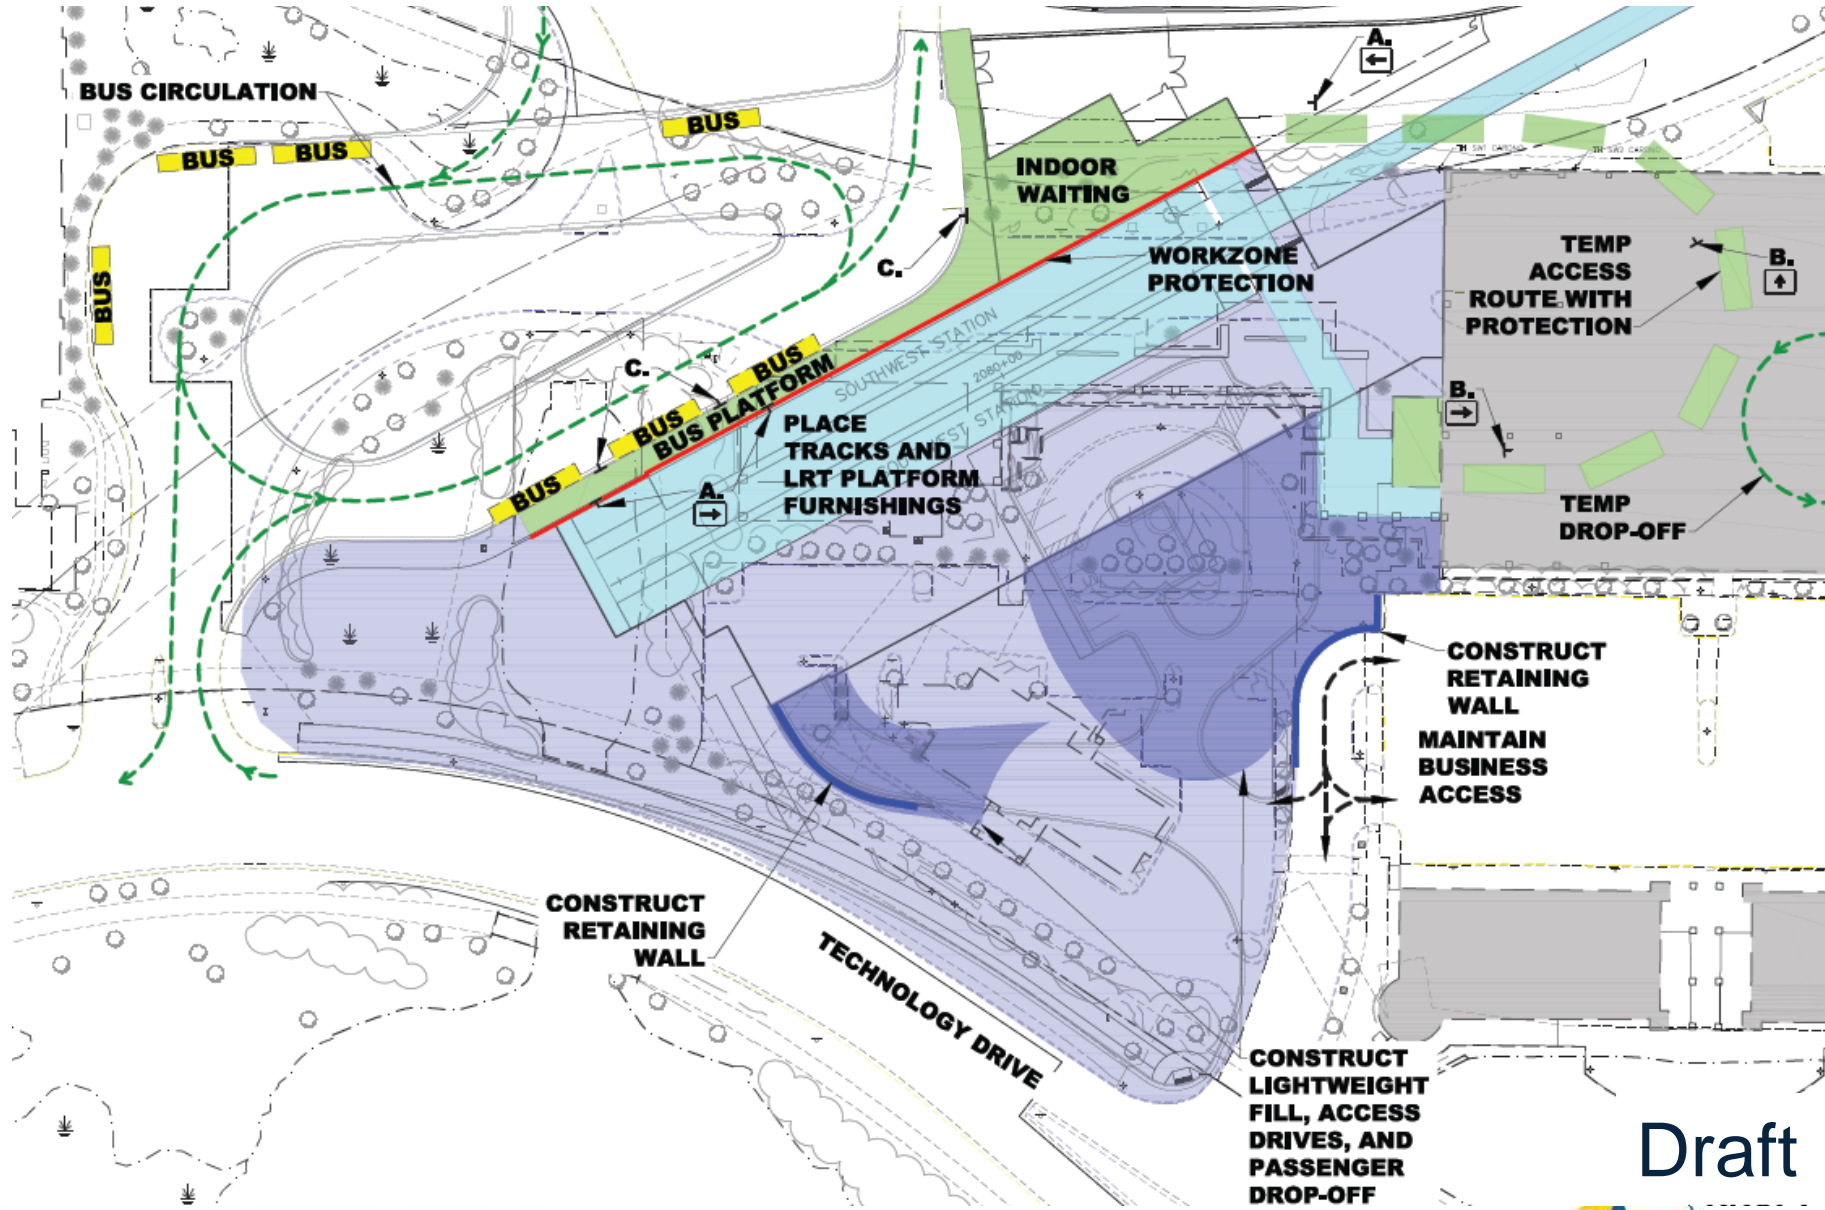 A.
BUS CIRCULATION
BUS
BUS
BUS
BUS
INDOOR
WAITING
TEMP
ACCESS
ROUTE WITH
PROTECTION
B.
C.
WORKZONE
PROTECTION
SOUTHWEST STATION
2080+00
BUS
BUS
BUS
BUS PLATFORM
C.
PLACE
TRACKS AND
LRT PLATFORM
FURNISHINGS
A.
B.
TEMP
DROP-OFF
CONSTRUCT
RETAINING
WALL
MAINTAIN
BUSINESS
ACCESS
CONSTRUCT
RETAINING
WALL
TECHNOLOGY DRIVE
CONSTRUCT
LIGHTWEIGHT
FILL, ACCESS
DRIVES, AND
PASSENGER
DROP-OFF
Draft